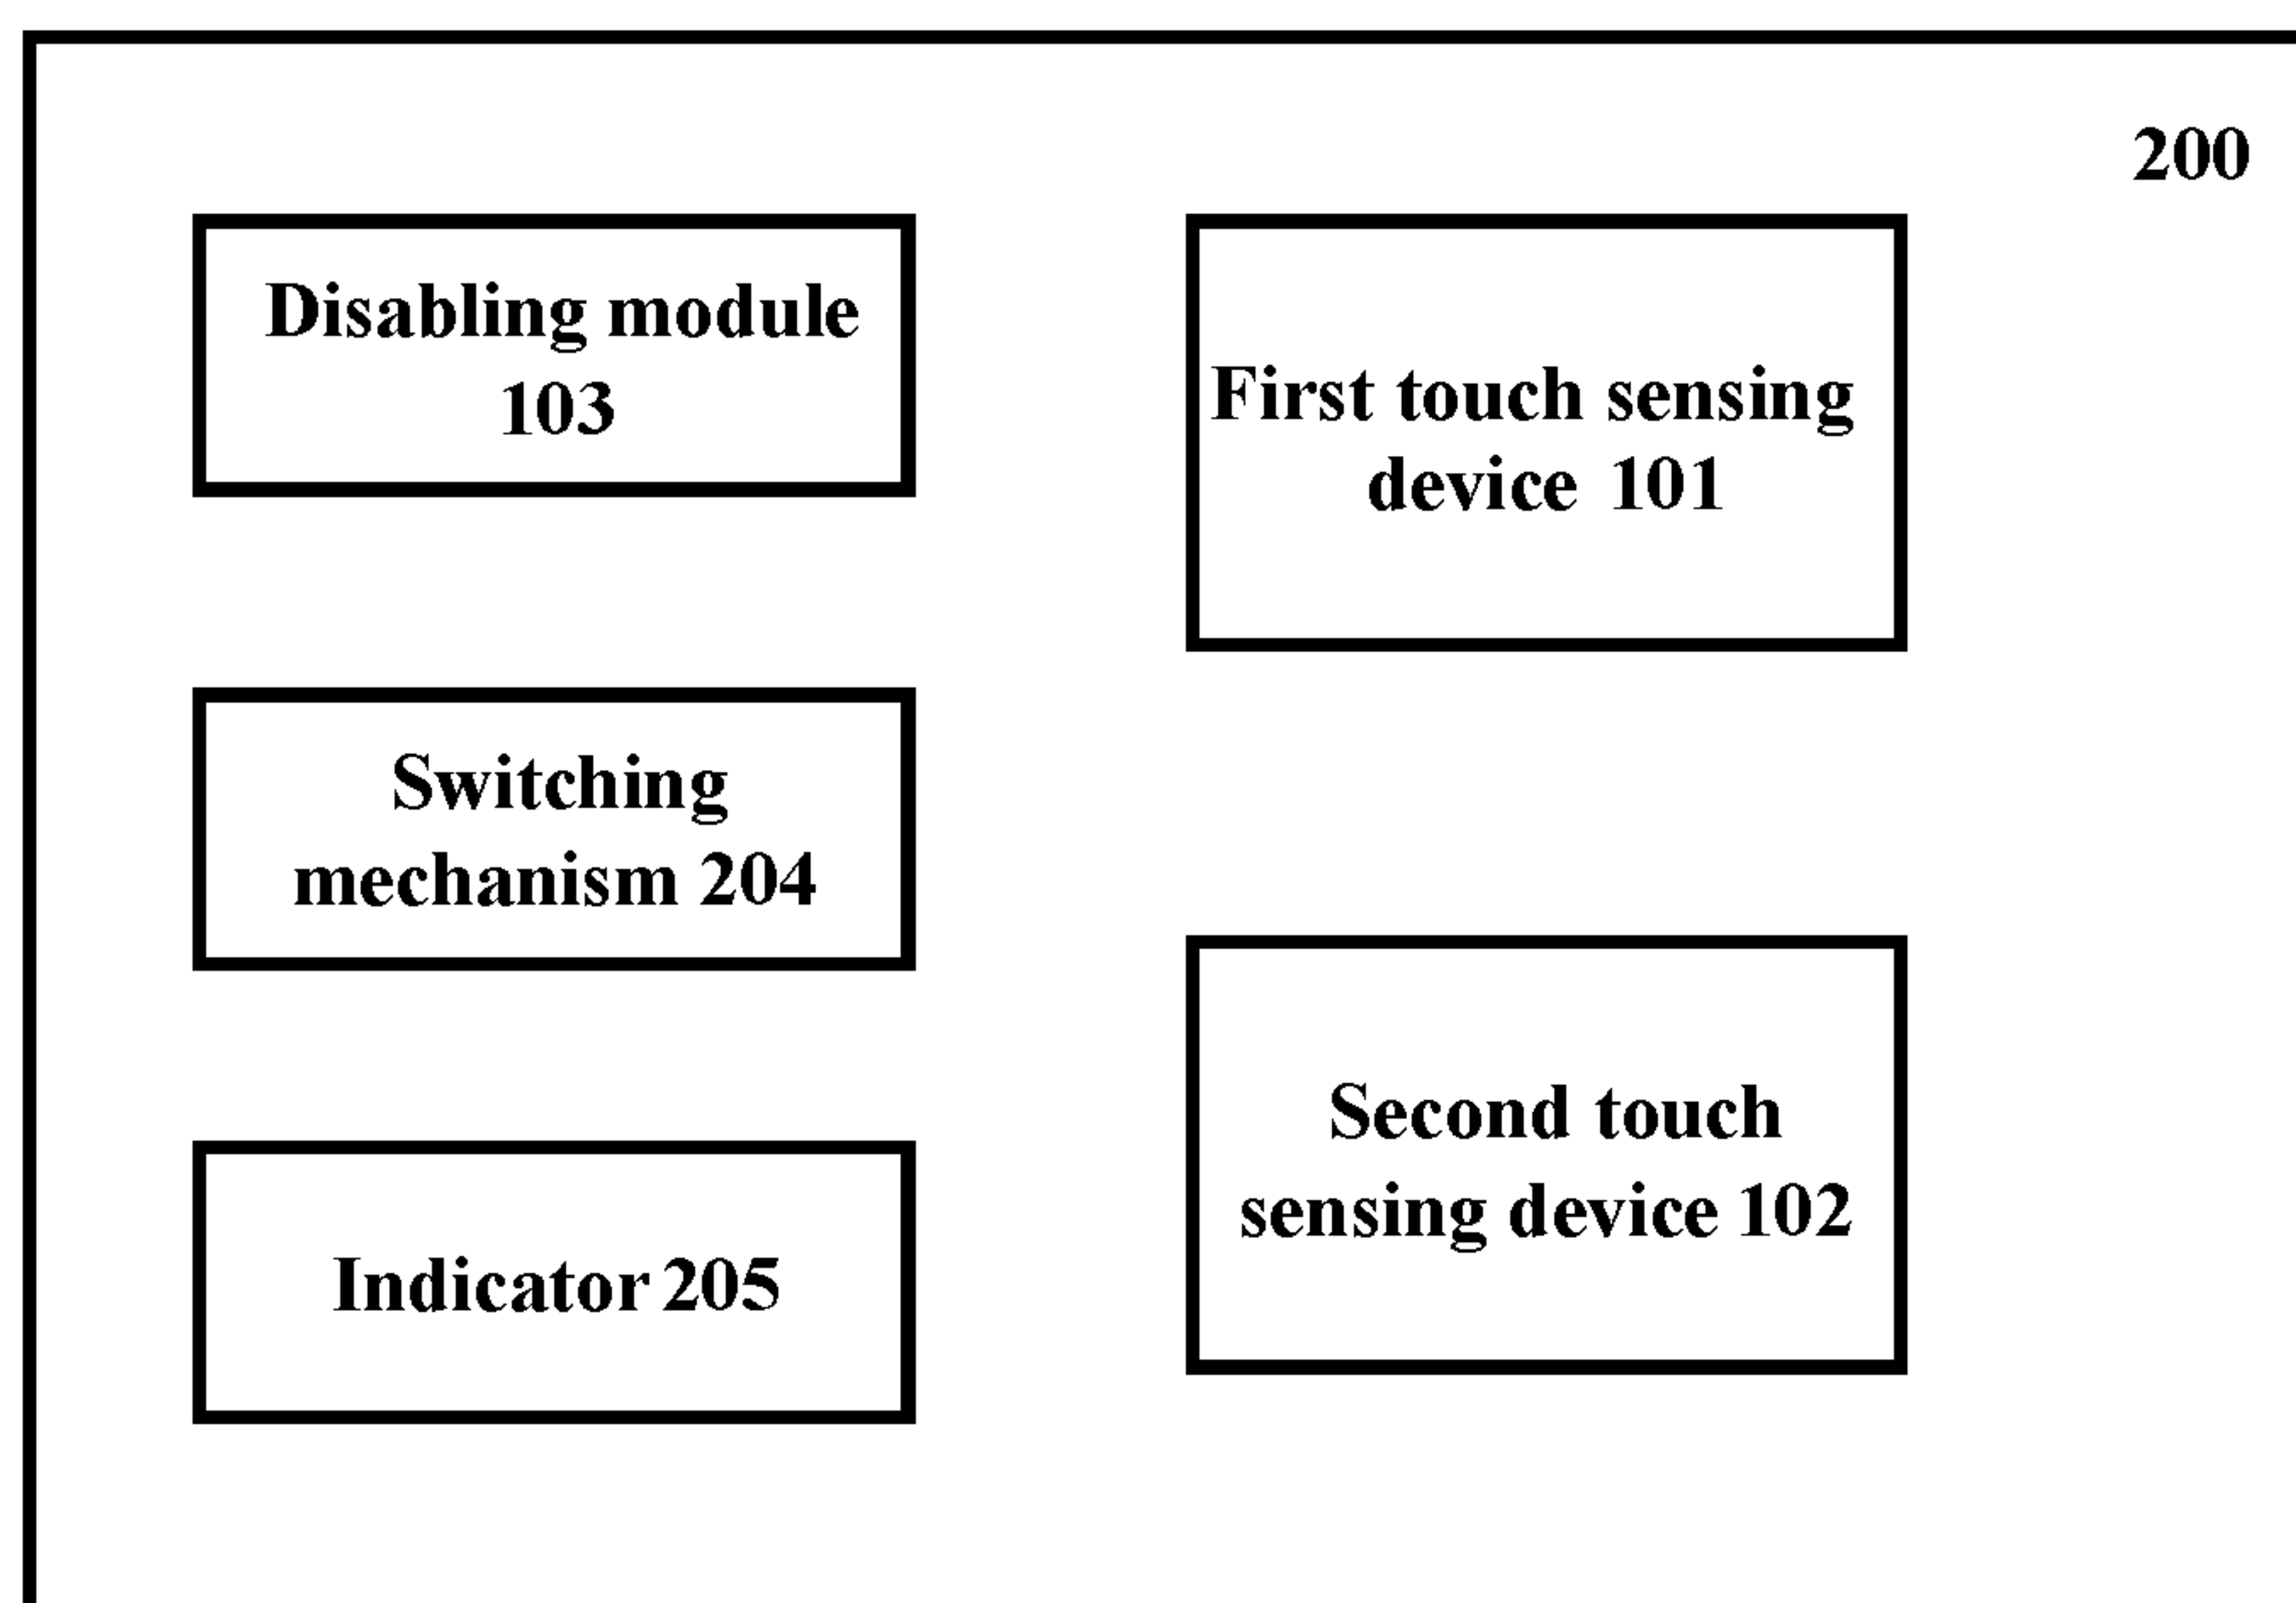 200
Disabling module
103
First touch sensing
device 101
Switching
mechanism 204
Second touch
sensing device 102
Indicator 205